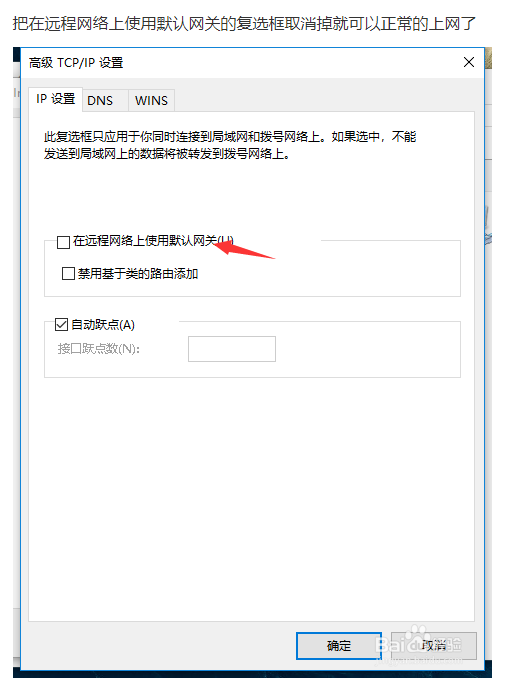 把在远程网络上使用默认网关的复选框取消掉就可以正常的上网了
高级 TCP/IP 设置
IP 设置 DNS WINS
此复选框只应用于你同时连接到局域网和拨号网络上。如果选中，不能
发送到局域网上的数据将被转发到拨号网络上。
在远程网络上使用默认网关(U)
禁用基于类的路由添加
自动跃点(A)
接口跃点数(N):
确定 取消
Bai 经验